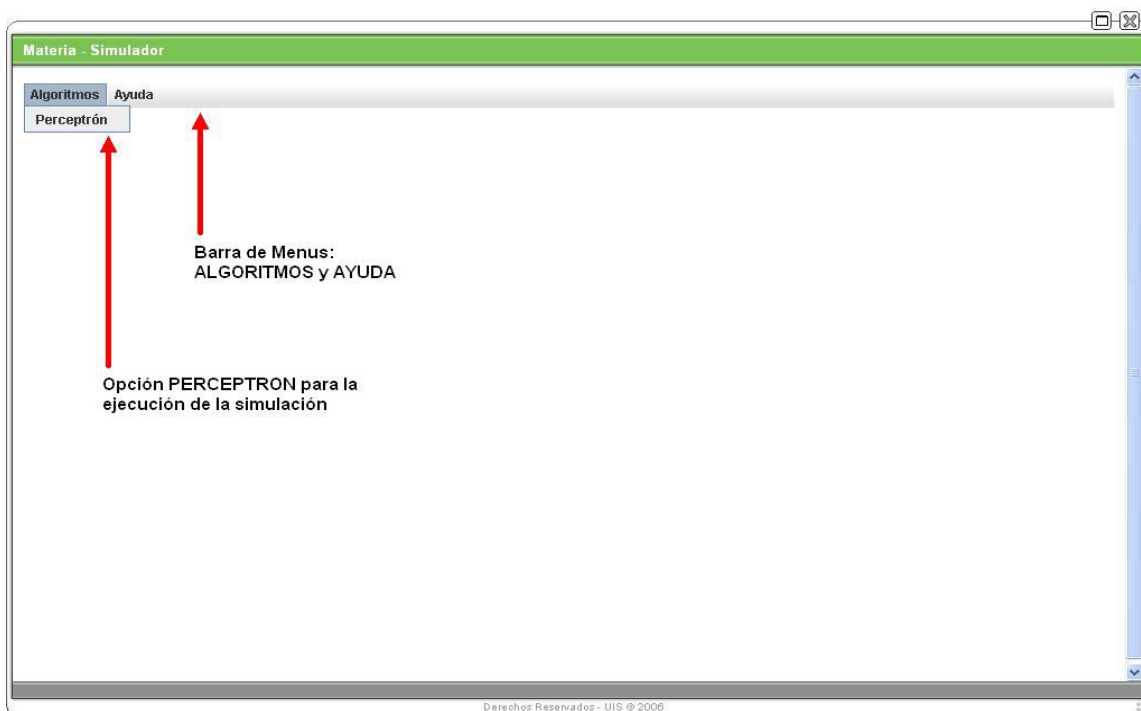 Materia - Simulador
Algoritmos Ayuda
Perceptrón
Barra de Menus:
ALGORITMOS y AYUDA
Opción PERCEPTRON para la
ejecución de la simulación
Derechos Reservados - UIS @ 2006